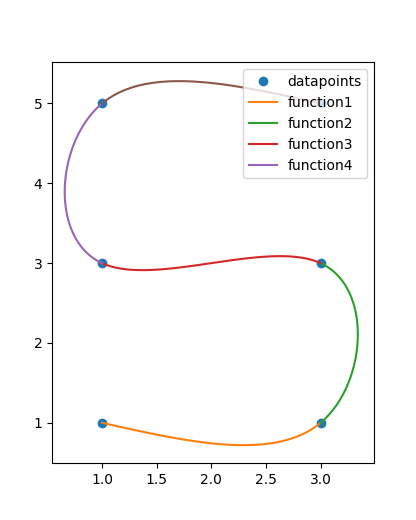 datapoints
function1
function2
function3
function4
5
4
3
2
1
1.0 1.5 2.0 2.5 3.0